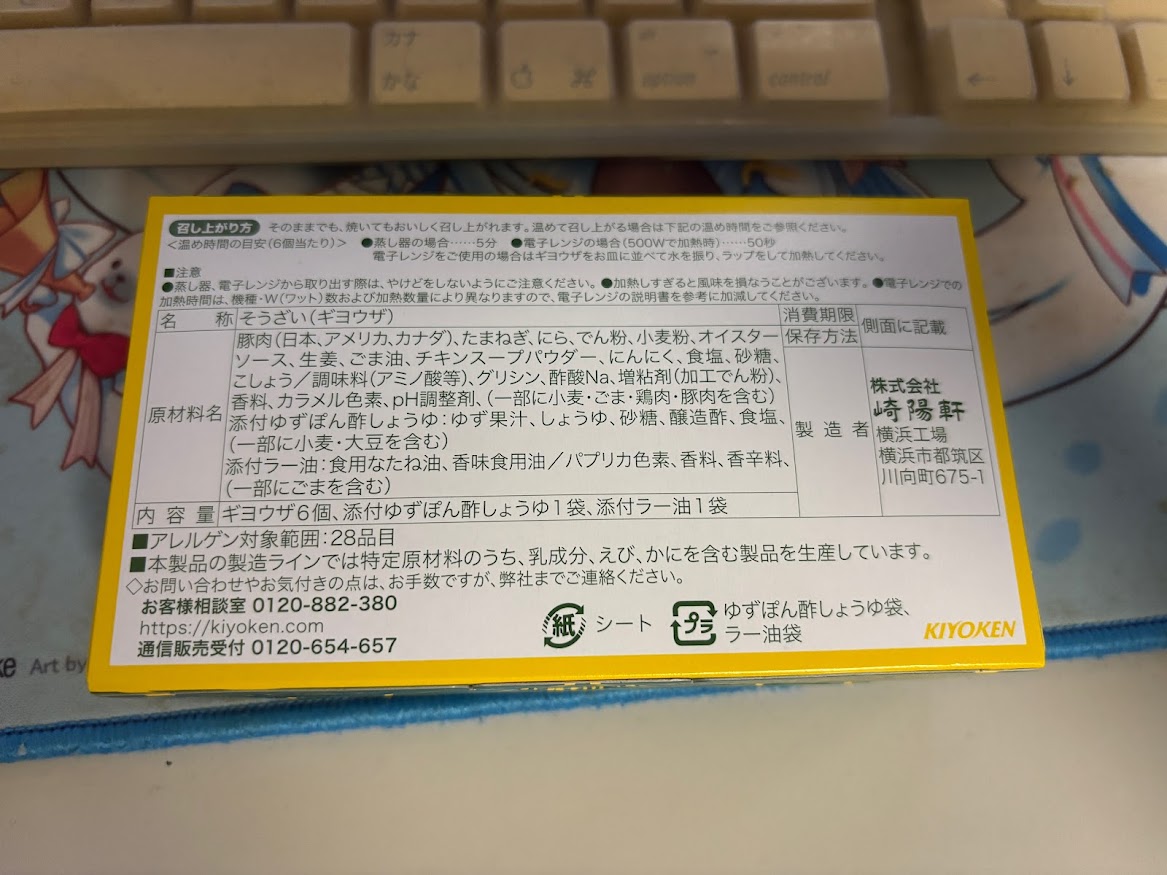 カナ
かな
⌘
option
control
←
↓
召し上がり方 そのままでも、焼いてもおいしく召し上がれます。温めて召し上がる場合は下記の温め時間をご参照ください。
<温め時間の目安(6個当たり)> ●蒸し器の場合……5分 ●電子レンジの場合(500Wで加熱時)……50秒
電子レンジをご使用の場合はギヨウザをお皿に並べて水を振り、ラップをして加熱してください。
■注意
●蒸し器、電子レンジから取り出す際は、やけどをしないようにご注意ください。●加熱しすぎると風味を損なうことがございます。●電子レンジでの
加熱時間は、機種・W(ワット)数および加熱数量により異なりますので、電子レンジの説明書を参考に加減してください。
名称 そうざい(ギヨウザ)
原材料名 豚肉(日本、アメリカ、カナダ)、たまねぎ、にら、でん粉、小麦粉、オイスター
ソース、生姜、ごま油、チキンスープパウダー、にんにく、食塩、砂糖、
こしょう/調味料(アミノ酸等)、グリシン、酢酸Na、増粘剤(加工でん粉)、
香料、カラメル色素、pH調整剤、(一部に小麦・ごま・鶏肉・豚肉を含む)
添付ゆずぽん酢しょうゆ:ゆず果汁、しょうゆ、砂糖、醸造酢、食塩、
(一部に小麦・大豆を含む)
添付ラー油:食用なたね油、香味食用油/パプリカ色素、香料、香辛料、
(一部にごまを含む)
内容量 ギヨウザ6個、添付ゆずぽん酢しょうゆ1袋、添付ラー油1袋
消費期限
保存方法
側面に記載
製造者
株式会社
崎陽軒
横浜工場
横浜市都筑区
川向町675-1
■アレルゲン対象範囲:28品目
■本製品の製造ラインでは特定原材料のうち、乳成分、えび、かにを含む製品を生産しています。
◇お問い合わせやお気付きの点は、お手数ですが、弊社までご連絡ください。
お客様相談室 0120-882-380
https://kiyoken.com
通信販売受付 0120-654-657
紙 シート
プラ ゆずぽん酢しょうゆ袋、
ラー油袋
KIYOKEN
Art by